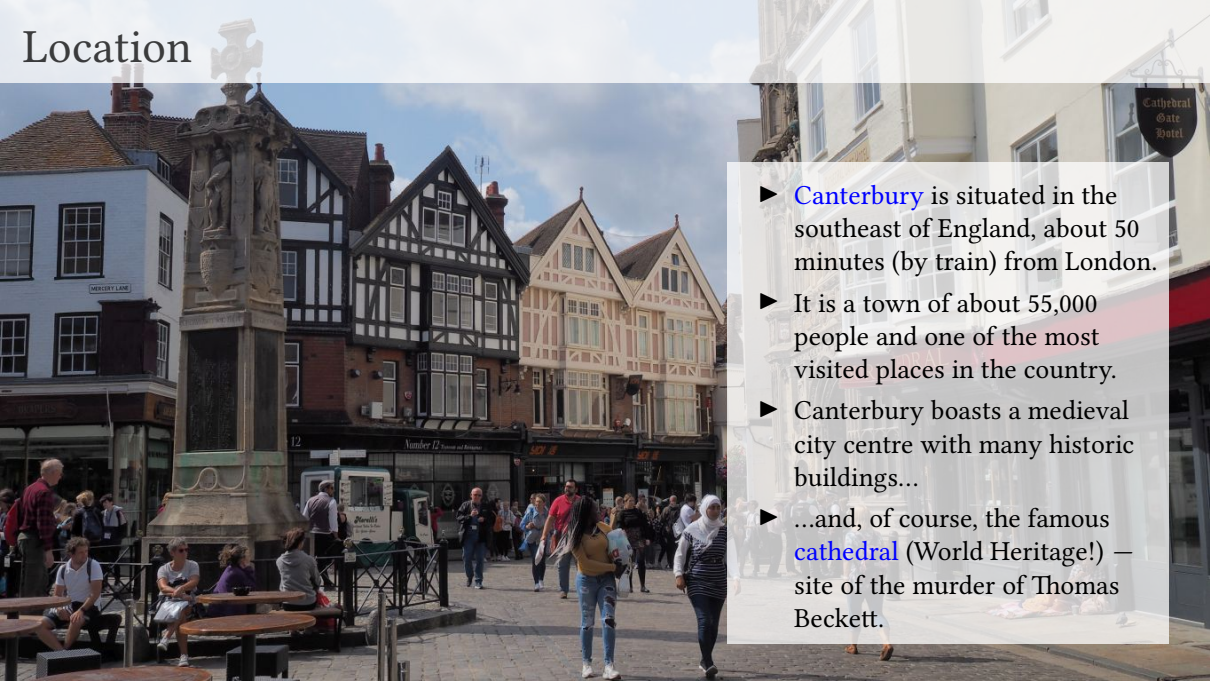 Location
Cathedral
Gate
Hotel
► Canterbury is situated in the
southeast of England, about 50
minutes (by train) from London.
► It is a town of about 55,000
people and one of the most
visited places in the country.
► Canterbury boasts a medieval
city centre with many historic
buildings…
► …and, of course, the famous
cathedral (World Heritage!) —
site of the murder of Thomas
Beckett.
MERCERY LANE
12
Number 12
Morelli's